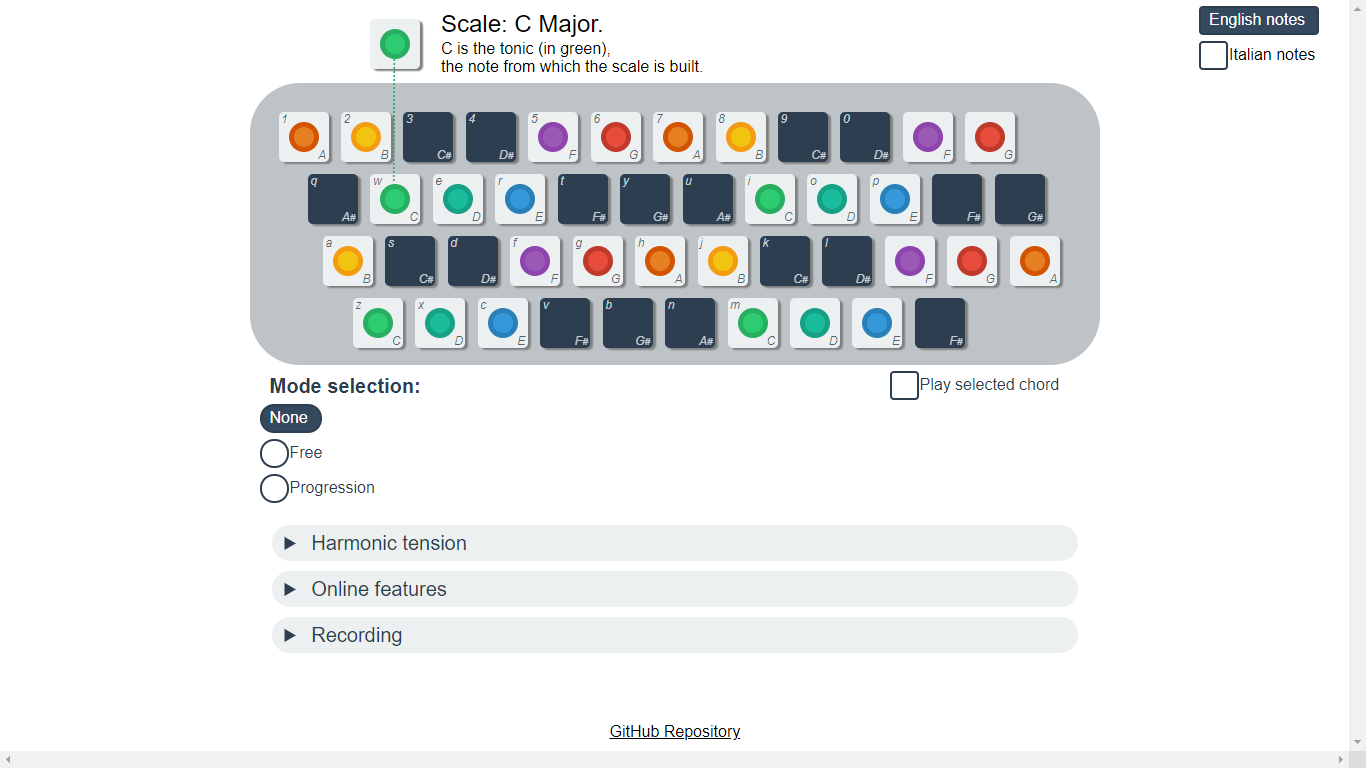 Scale: C Major.
C is the tonic (in green),
the note from which the scale is built.
English notes
Italian notes
1 A 2 B 3 C# 4 D# 5 F 6 G 7 A 8 B 9 C# 0 D# F G
q A# w C e D r E t F# y G# u A# i C o D p E F# G#
a B s C# d D# f F g G h A j B k C# l D# F G A
z C x D c E v F# b G# n A# m C D E F#
Mode selection:
Play selected chord
None
Free
Progression
Harmonic tension
Online features
Recording
GitHub Repository